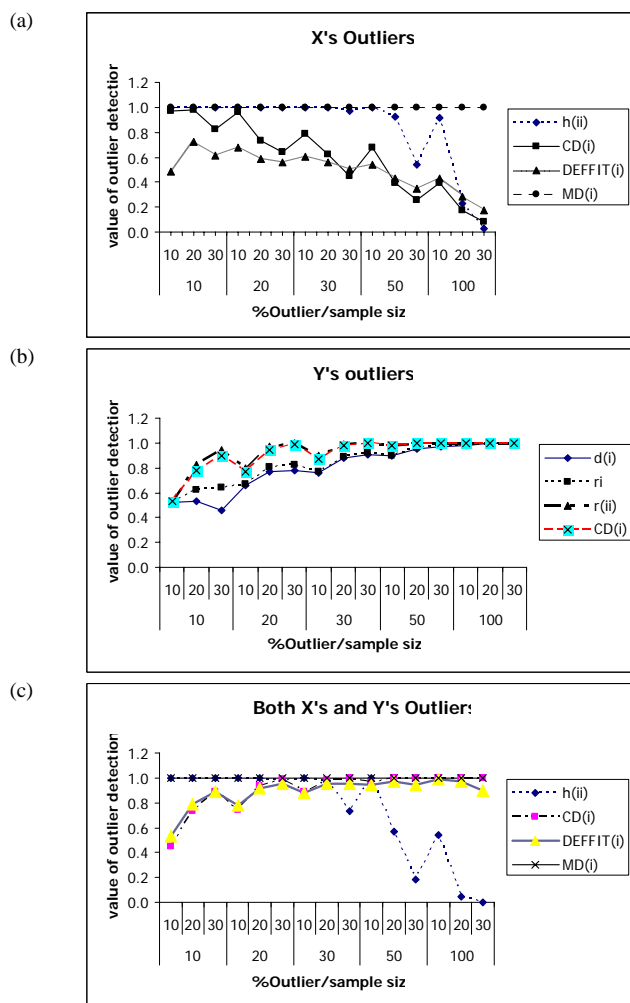 (a)
X's Outliers
value of outlier detection
1.2
1.0
0.8
0.6
0.4
0.2
0.0
10 20 30 10 20 30 10 20 30 10 20 30 10 20 30
10 20 30 50 100
%Outlier/sample siz
h(ii)
CD(i)
DEFFIT(i)
MD(i)
(b)
Y's outliers
value of outlier detection
1.2
1.0
0.8
0.6
0.4
0.2
0.0
10 20 30 10 20 30 10 20 30 10 20 30 10 20 30
10 20 30 50 100
%Outlier/sample siz
d(i)
ri
r(ii)
CD(i)
(c)
Both X's and Y's Outliers
value of outlier detection
1.2
1.0
0.8
0.6
0.4
0.2
0.0
10 20 30 10 20 30 10 20 30 10 20 30 10 20 30
10 20 30 50 100
%Outlier/sample siz
h(ii)
CD(i)
DEFFIT(i)
MD(i)